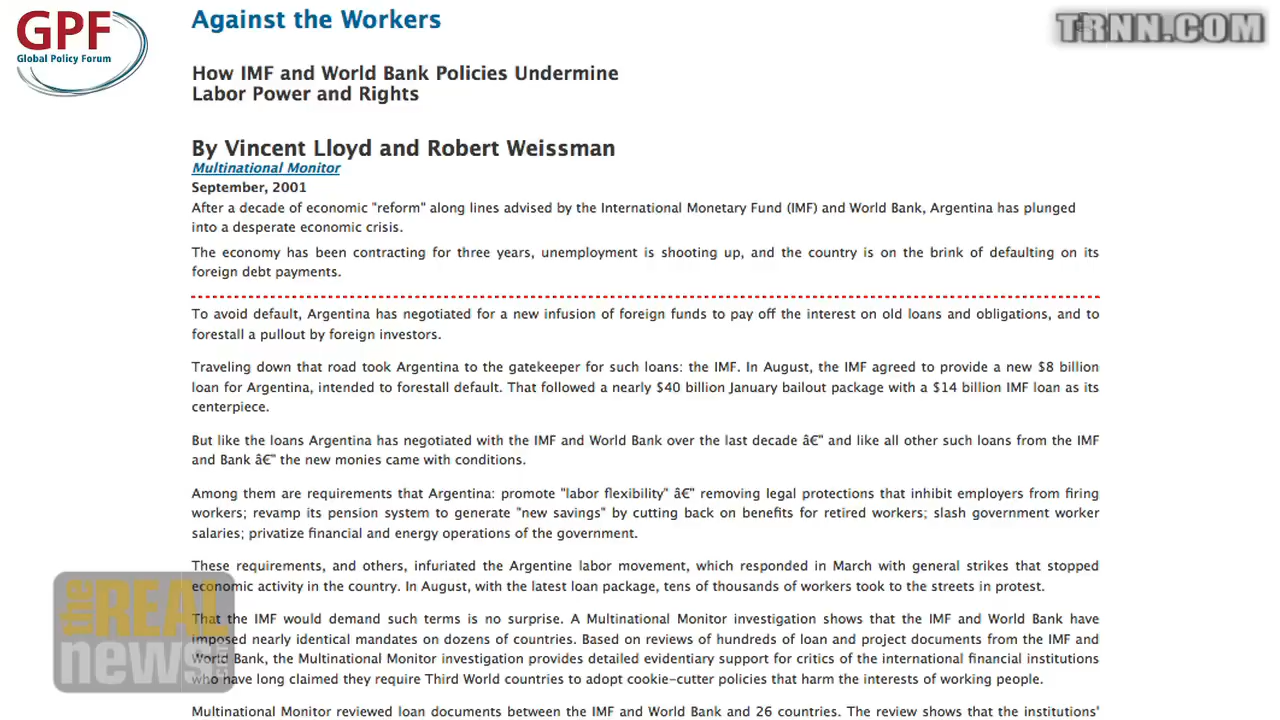 Against the Workers
TRNN.COM
GPF
Global Policy Forum
How IMF and World Bank Policies Undermine
Labor Power and Rights
By Vincent Lloyd and Robert Weissman
Multinational Monitor
September, 2001
After a decade of economic "reform" along lines advised by the International Monetary Fund (IMF) and World Bank, Argentina has plunged
into a desperate economic crisis.
The economy has been contracting for three years, unemployment is shooting up, and the country is on the brink of defaulting on its
foreign debt payments.
To avoid default, Argentina has negotiated for a new infusion of foreign funds to pay off the interest on old loans and obligations, and to
forestall a pullout by foreign investors.
Traveling down that road took Argentina to the gatekeeper for such loans: the IMF. In August, the IMF agreed to provide a new $8 billion
loan for Argentina, intended to forestall default. That followed a nearly $40 billion January bailout package with a $14 billion IMF loan as its
centerpiece.
But like the loans Argentina has negotiated with the IMF and World Bank over the last decade â€" and like all other such loans from the IMF
and Bank â€" the new monies came with conditions.
Among them are requirements that Argentina: promote "labor flexibility" â€" removing legal protections that inhibit employers from firing
workers; revamp its pension system to generate "new savings" by cutting back on benefits for retired workers; slash government worker
salaries; privatize financial and energy operations of the government.
These requirements, and others, infuriated the Argentine labor movement, which responded in March with general strikes that stopped
economic activity in the country. In August, with the latest loan package, tens of thousands of workers took to the streets in protest.
That the IMF would demand such terms is no surprise. A Multinational Monitor investigation shows that the IMF and World Bank have
imposed nearly identical mandates on dozens of countries. Based on reviews of hundreds of loan and project documents from the IMF and
World Bank, the Multinational Monitor investigation provides detailed evidentiary support for critics of the international financial institutions
who have long claimed they require Third World countries to adopt cookie-cutter policies that harm the interests of working people.
Multinational Monitor reviewed loan documents between the IMF and World Bank and 26 countries. The review shows that the institutions'
the REAL
news